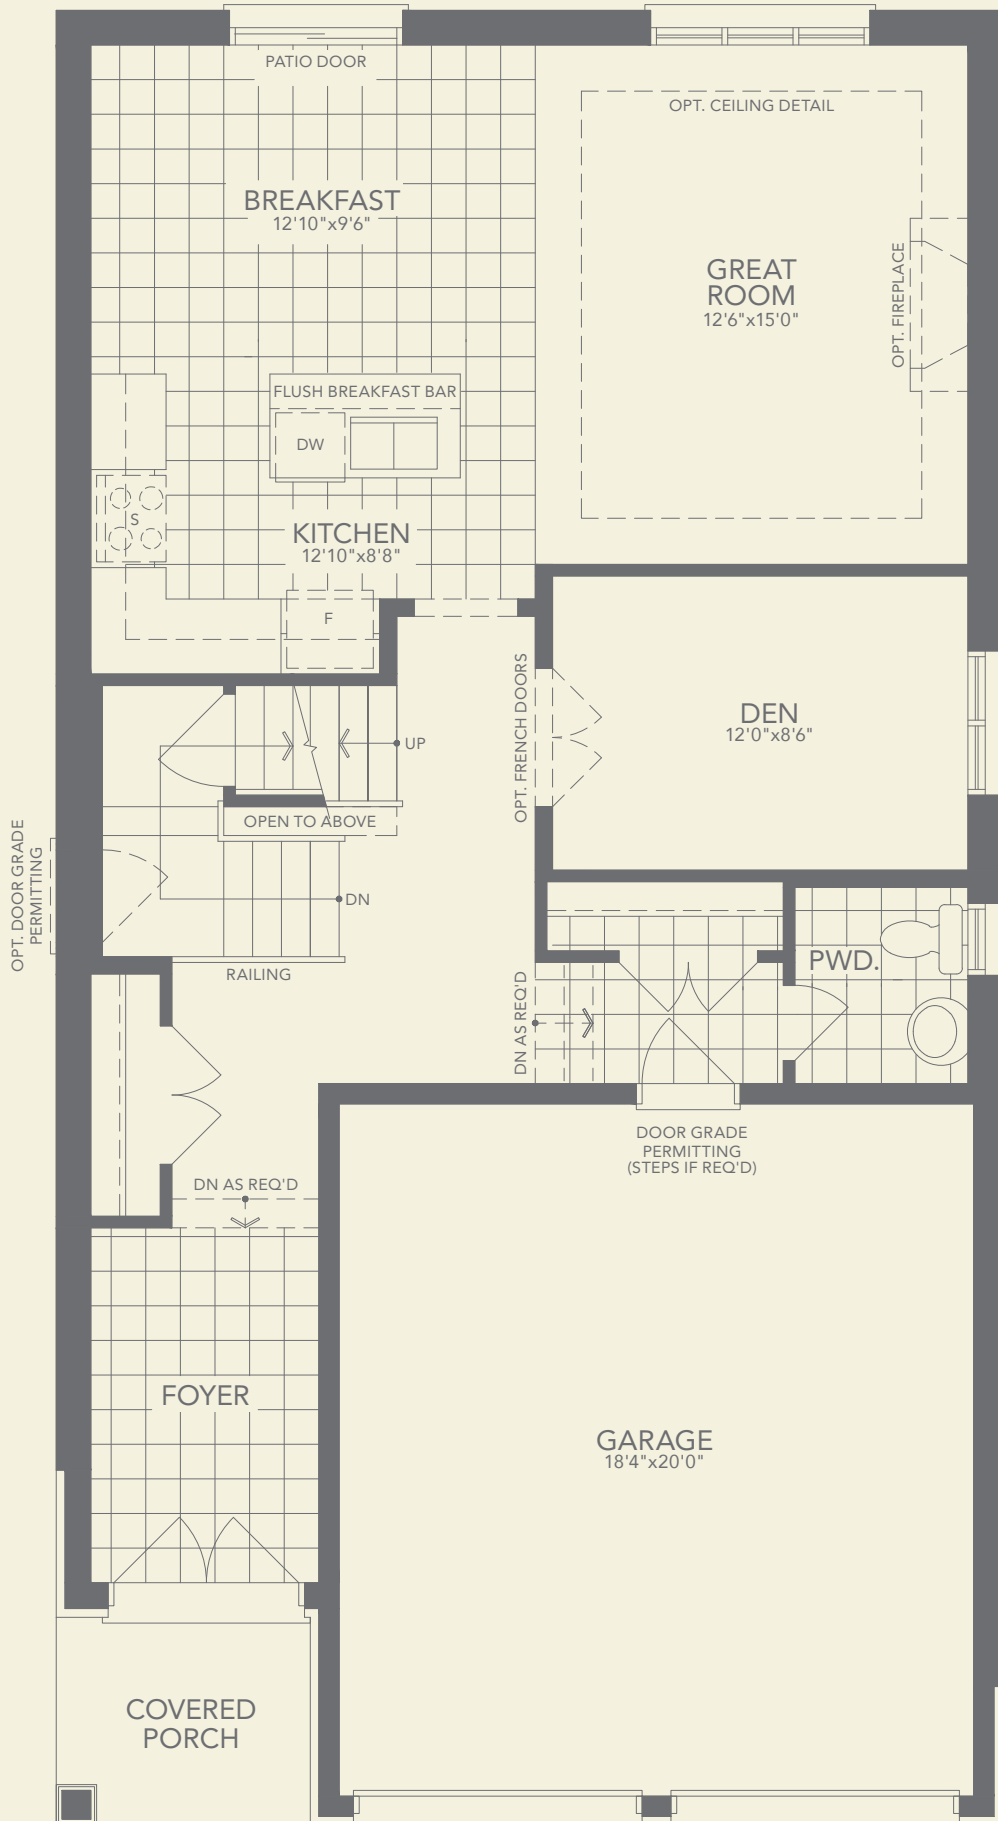 PATIO DOOR
OPT. CEILING DETAIL
BREAKFAST
12'10"x9'6"
GREAT
ROOM
12'6"x15'0"
OPT. FIREPLACE
FLUSH BREAKFAST BAR
DW
S
KITCHEN
12'10"x8'8"
F
OPT. FRENCH DOORS
DEN
12'0"x8'6"
UP
OPEN TO ABOVE
OPT. DOOR GRADE
PERMITTING
DN
RAILING
PWD.
DN AS REQ'D
DOOR GRADE
PERMITTING
(STEPS IF REQ'D)
DN AS REQ'D
FOYER
GARAGE
18'4"x20'0"
COVERED
PORCH